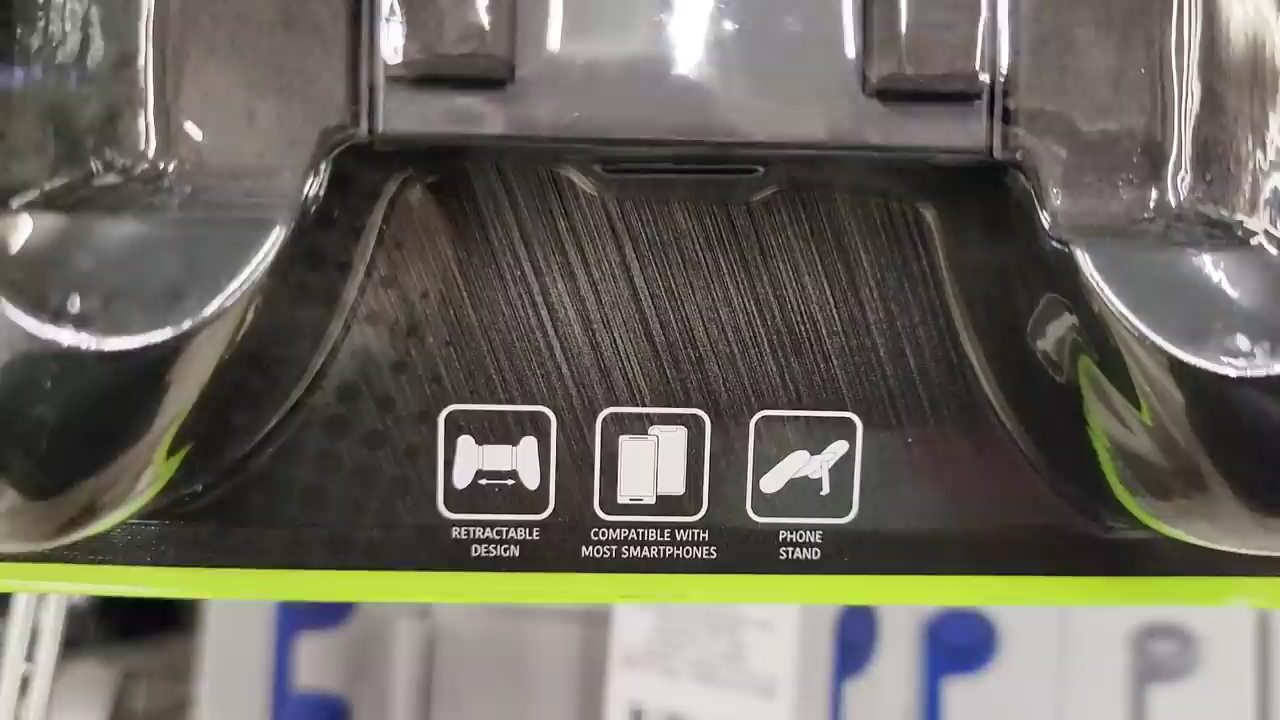 RETRACTABLE
DESIGN
COMPATIBLE WITH
MOST SMARTPHONES
PHONE
STAND